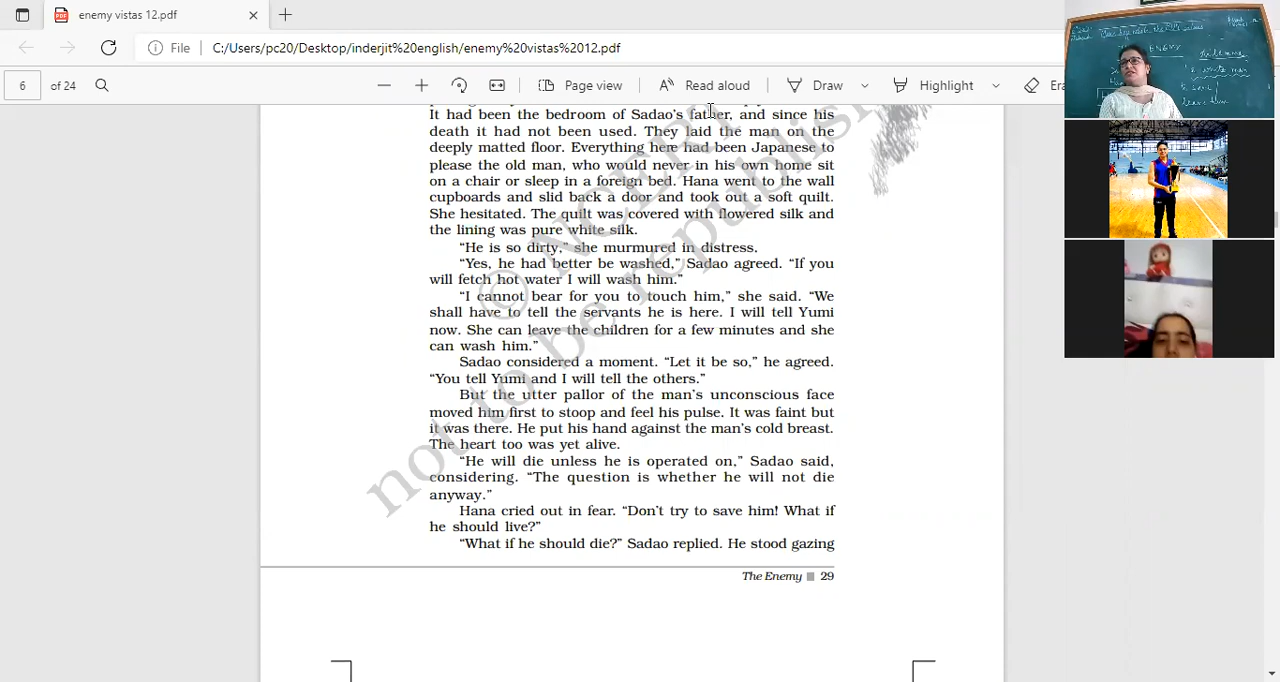 enemy vistas 12.pdf
File
C:/Users/pc20/Desktop/inderjit%20english/enemy%20vistas%2012.pdf
6 of 24
Page view
Read aloud
Draw
Highlight
Era
It had been the bedroom of Sadao's father, and since his
death it had not been used. They laid the man on the
deeply matted floor. Everything here had been Japanese to
please the old man, who would never in his own home sit
on a chair or sleep in a foreign bed. Hana went to the wall
cupboards and slid back a door and took out a soft quilt.
She hesitated. The quilt was covered with flowered silk and
the lining was pure white silk.
“He is so dirty,” she murmured in distress.
“Yes, he had better be washed,” Sadao agreed. “If you
will fetch hot water I will wash him.”
“I cannot bear for you to touch him,” she said. “We
shall have to tell the servants he is here. I will tell Yumi
now. She can leave the children for a few minutes and she
can wash him.”
Sadao considered a moment. “Let it be so,” he agreed.
“You tell Yumi and I will tell the others.”
But the utter pallor of the man's unconscious face
moved him first to stoop and feel his pulse. It was faint but
it was there. He put his hand against the man's cold breast.
The heart too was yet alive.
“He will die unless he is operated on,” Sadao said,
considering. “The question is whether he will not die
anyway.”
Hana cried out in fear. “Don't try to save him! What if
he should live?”
“What if he should die?” Sadao replied. He stood gazing
The Enemy 29
© NCERT
not to be republish